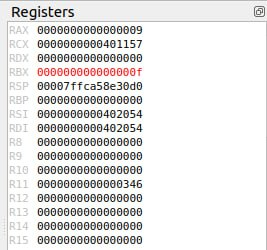 Registers
RAX 0000000000000009
RCX 0000000000401157
RDX 0000000000000000
RBX 000000000000000f
RSP 00007ffca58e30d0
RBP 0000000000000000
RSI 0000000000402054
RDI 0000000000402054
R8 0000000000000000
R9 0000000000000000
R10 0000000000000000
R11 0000000000000346
R12 0000000000000000
R13 0000000000000000
R14 0000000000000000
R15 0000000000000000